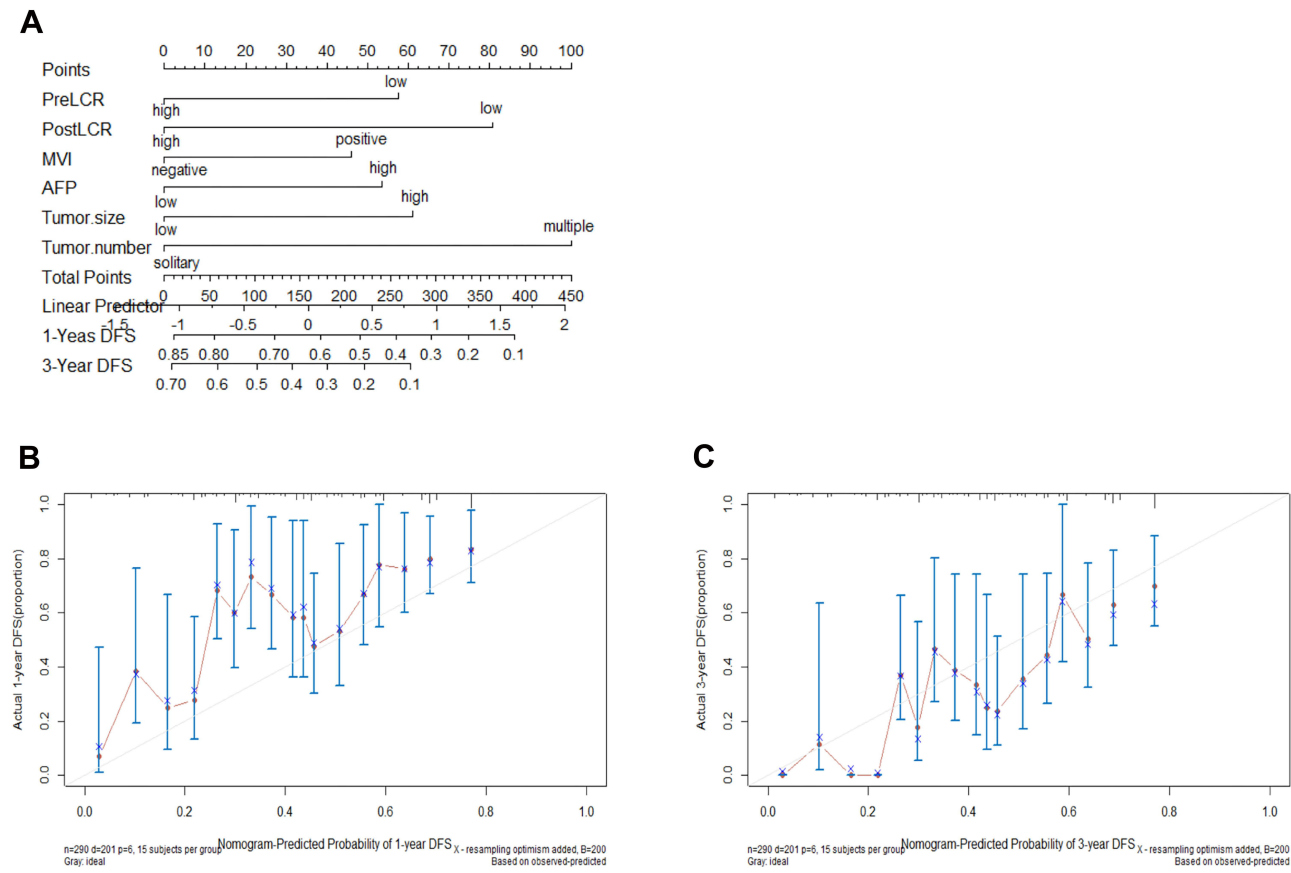 A
0 10 20 30 40 50 60 70 80 90 100
Points
low
PreLCR
high
low
PostLCR
high
positive
MVI
negative
high
AFP
low
high
Tumor.size
low
multiple
Tumor.number
solitary
Total Points
0 50 100 150 200 250 300 350 400 450
Linear Predictor
-1.5 -1 -0.5 0 0.5 1 1.5 2
1-Yeas DFS
0.85 0.80 0.70 0.6 0.5 0.4 0.3 0.2 0.1
3-Year DFS
0.70 0.6 0.5 0.4 0.3 0.2 0.1
B
Actual 1-year DFS(proportion)
1.0
0.8
0.6
0.4
0.2
0.0
0.0 0.2 0.4 0.6 0.8 1.0
Nomogram-Predicted Probability of 1-year DFS
n=290 d=201 p=6, 15 subjects per group
Gray: ideal
X - resampling optimism added, B=200
Based on observed-predicted
C
Actual 3-year DFS(proportion)
1.0
0.8
0.6
0.4
0.2
0.0
0.0 0.2 0.4 0.6 0.8 1.0
Nomogram-Predicted Probability of 3-year DFS
n=290 d=201 p=6, 15 subjects per group
Gray: ideal
X - resampling optimism added, B=200
Based on observed-predicted